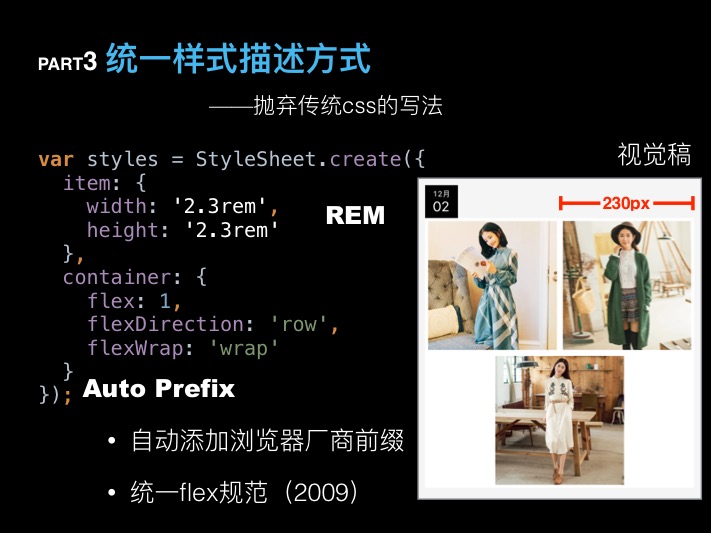 PART3 统一样式描述方式
——抛弃传统css的写法
var styles = StyleSheet.create({
item: {
width: '2.3rem',
height: '2.3rem'
},
container: {
flex: 1,
flexDirection: 'row',
flexWrap: 'wrap'
}
});
REM
Auto Prefix
• 自动添加浏览器厂商前缀
• 统一flex规范（2009）
视觉稿
12月
02
230px